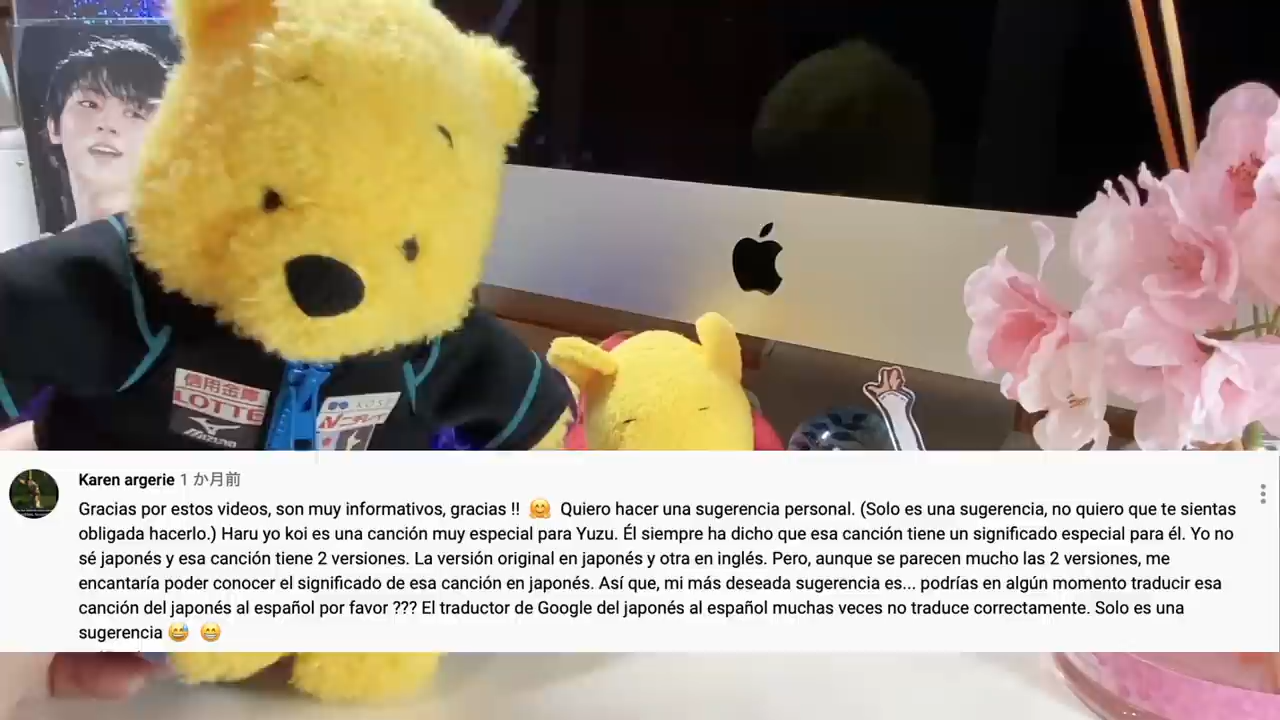 信用金庫
LOTTE
MIZUNO
KOSÉ
Karen argerie 1 か月前
Gracias por estos videos, son muy informativos, gracias !! 🤗 Quiero hacer una sugerencia personal. (Solo es una sugerencia, no quiero que te sientas
obligada hacerlo.) Haru yo koi es una canción muy especial para Yuzu. Él siempre ha dicho que esa canción tiene un significado especial para él. Yo no
sé japonés y esa canción tiene 2 versiones. La versión original en japonés y otra en inglés. Pero, aunque se parecen mucho las 2 versiones, me
encantaría poder conocer el significado de esa canción en japonés. Así que, mi más deseada sugerencia es... podrías en algún momento traducir esa
canción del japonés al español por favor ??? El traductor de Google del japonés al español muchas veces no traduce correctamente. Solo es una
sugerencia 😅 😁